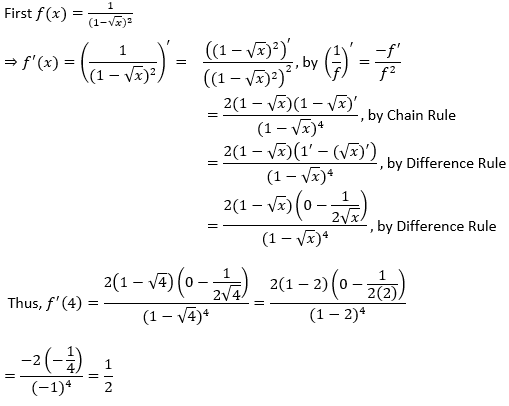 First f(x) = 1/(1−√x)²
⇒ f′(x) = (1/(1 − √x)²)′ = ((1 − √x)²)′/((1 − √x)²)², by (1/f)′ = −f′/f²
= 2(1 − √x)(1 − √x)′/(1 − √x)⁴, by Chain Rule
= 2(1 − √x)(1′ − (√x)′)/(1 − √x)⁴, by Difference Rule
= 2(1 − √x)(0 − 1/(2√x))/(1 − √x)⁴, by Difference Rule
Thus, f′(4) = 2(1 − √4)(0 − 1/(2√4))/(1 − √4)⁴ = 2(1 − 2)(0 − 1/(2(2)))/(1 − 2)⁴
= −2(−1/4)/(−1)⁴ = 1/2